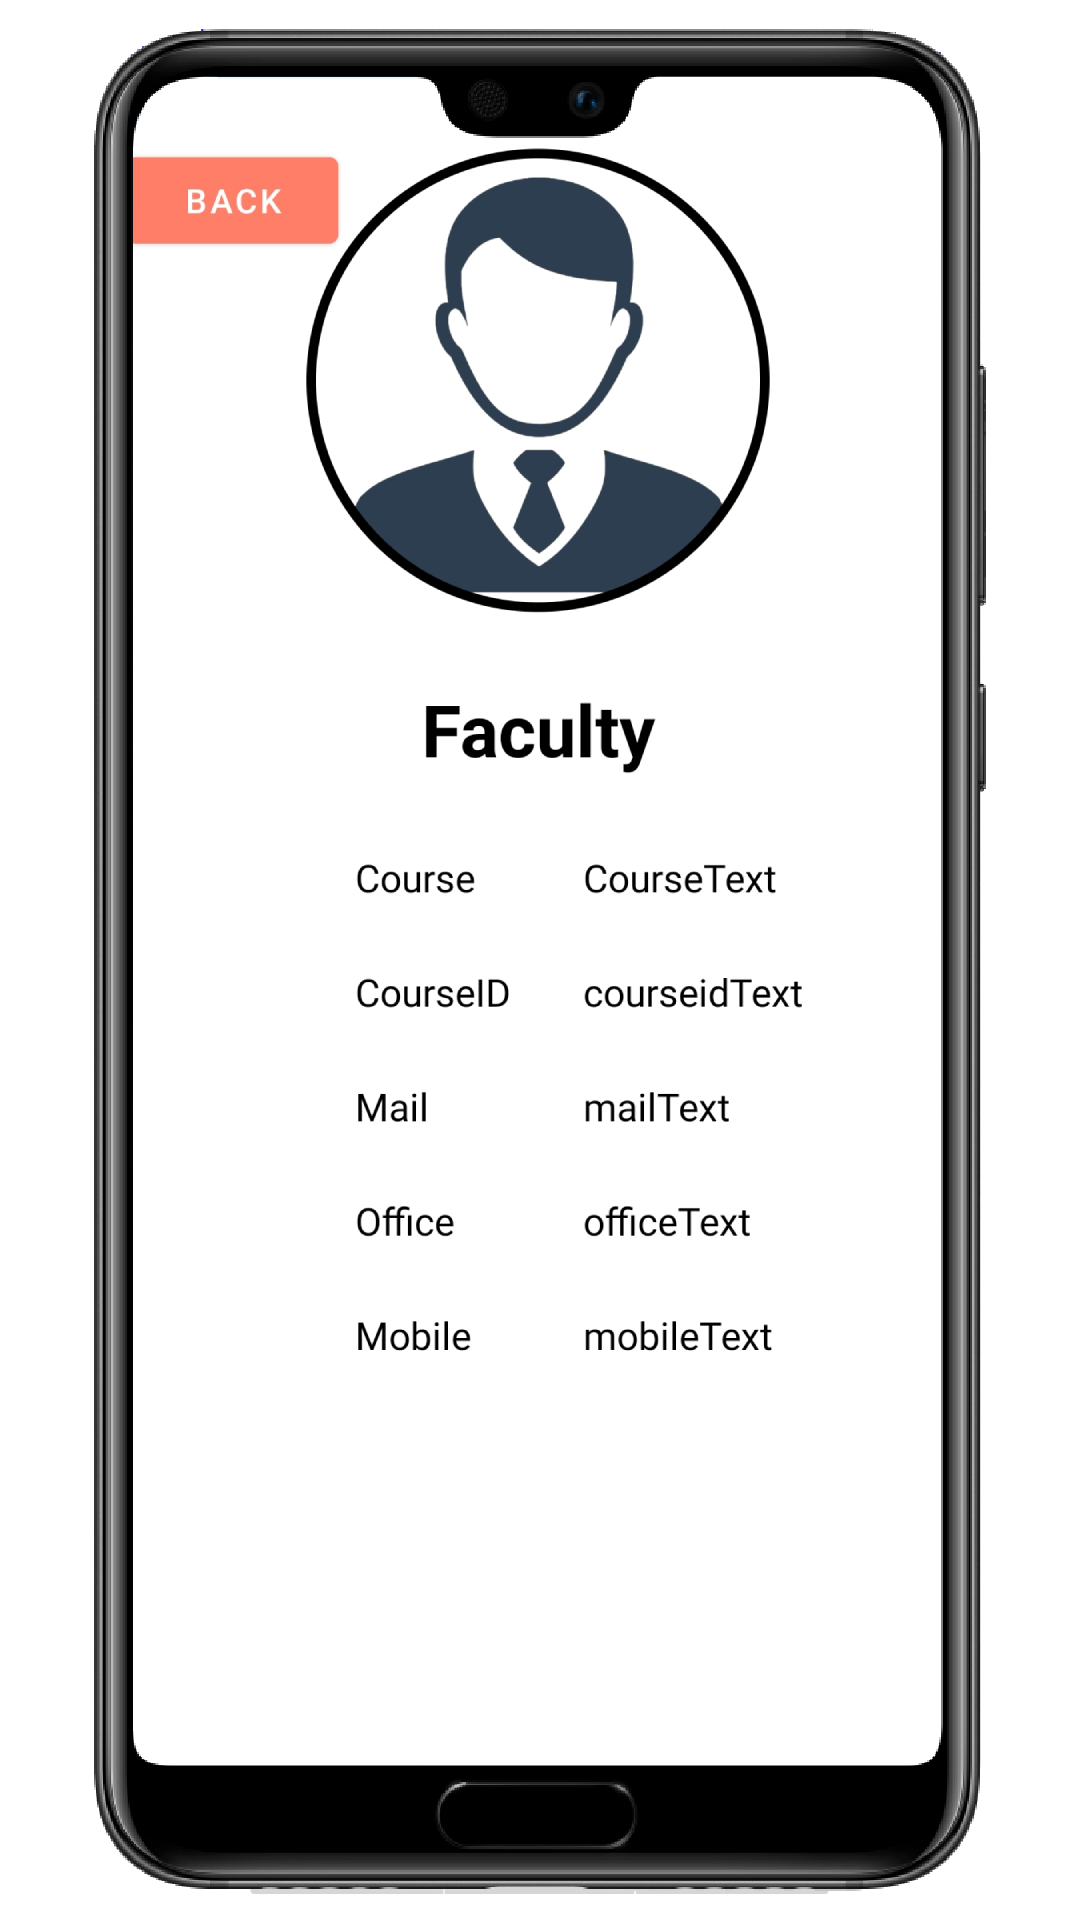 BACK
Faculty
Course CourseText
CourseID courseidText
Mail mailText
Office officeText
Mobile mobileText